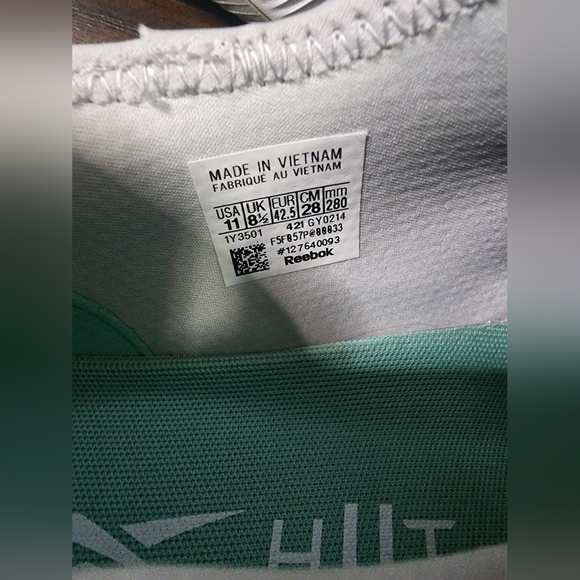 MADE IN VIETNAM
FABRIQUÉ AU VIETNAM
USA UK EUR CM mm
11 8½ 42.5 28 280
1Y3501 421 GY0214
F5F057P@00033
#127640093
Reebok
HIIT